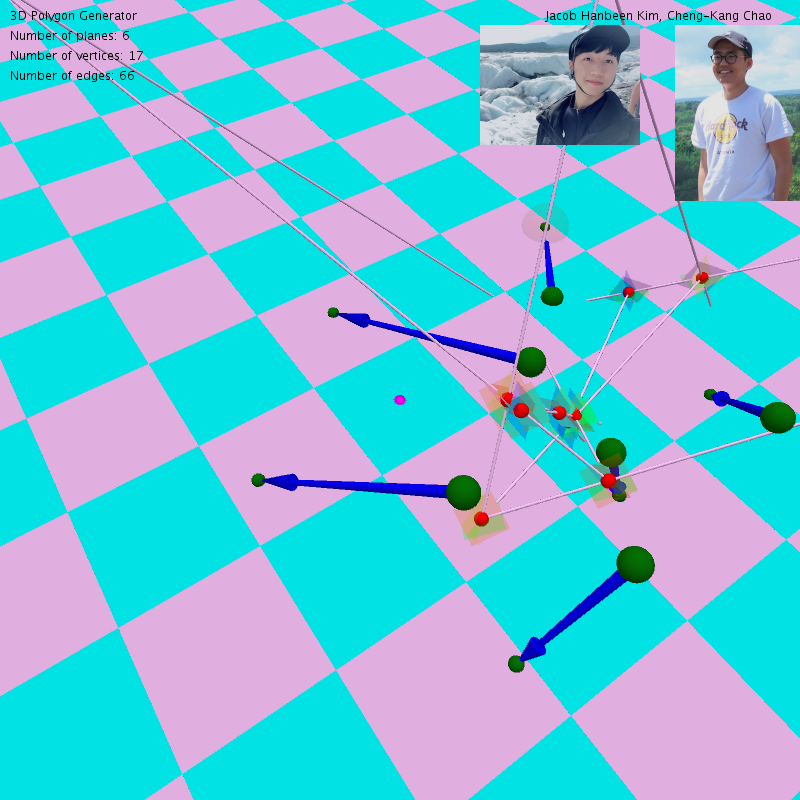 3D Polygon Generator
Jacob Hanbeen Kim, Cheng-Kang Chao
Number of planes: 6
Number of vertices: 17
Number of edges: 66